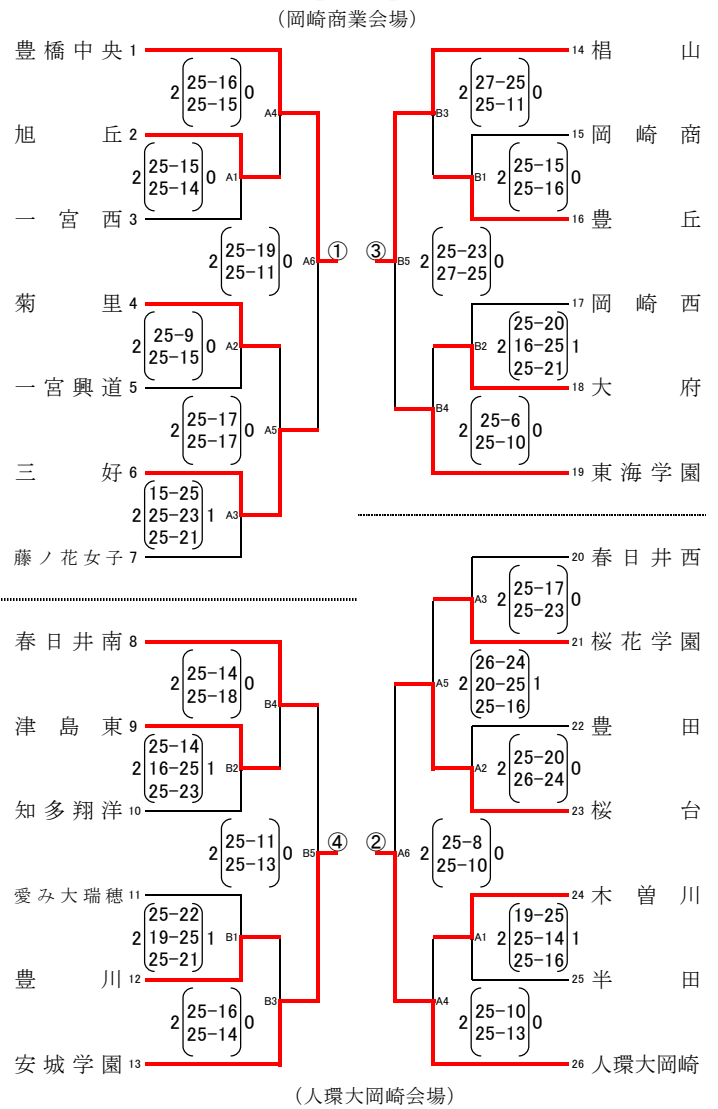 (岡崎商業会場)
豊橋中央 1
2 25-16 0
25-15
A4
旭丘 2
2 25-15 0
25-14
A1
一宮西 3
2 25-19 0
25-11
A6
①
菊里 4
2 25-9 0
25-15
A2
一宮興道 5
2 25-17 0
25-17
A5
三好 6
15-25
2 25-23 1
25-21
A3
藤ノ花女子 7
14 椙山
B3
2 27-25 0
25-11
15 岡崎商
B1
2 25-15 0
25-16
16 豊丘
③
B5
2 25-23 0
27-25
17 岡崎西
B2
25-20
2 16-25 1
25-21
18 大府
B4
2 25-6 0
25-10
19 東海学園
春日井南 8
2 25-14 0
25-18
B4
津島東 9
25-14
2 16-25 1
25-23
B2
知多翔洋 10
2 25-11 0
25-13
B5
④
愛み大瑞穂 11
25-22
2 19-25 1
25-21
B1
豊川 12
2 25-16 0
25-14
B3
安城学園 13
20 春日井西
A3
2 25-17 0
25-23
21 桜花学園
A5
26-24
2 20-25 1
25-16
22 豊田
A2
2 25-20 0
26-24
23 桜台
②
A6
2 25-8 0
25-10
24 木曽川
A1
19-25
2 25-14 1
25-16
25 半田
A4
2 25-10 0
25-13
26 人環大岡崎
(人環大岡崎会場)